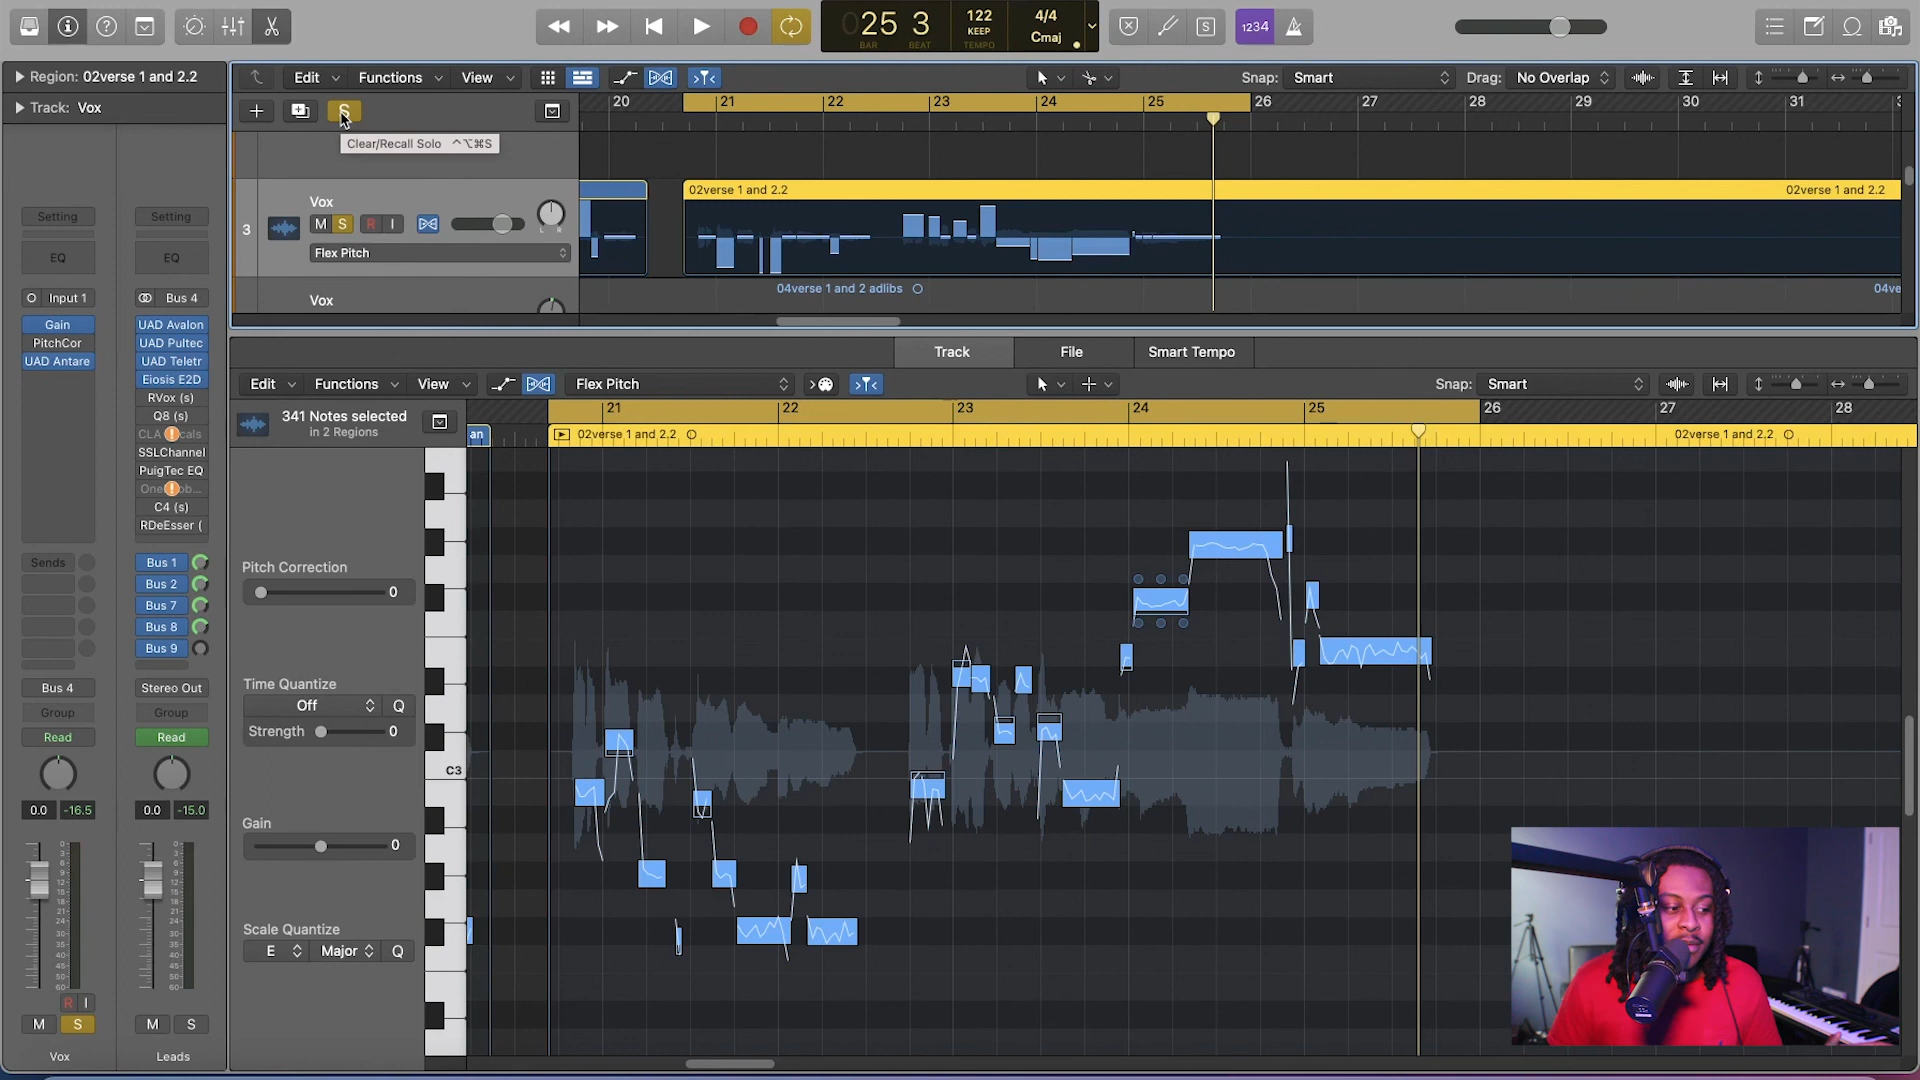 25 3
BAR
BEAT
122
KEEP
TEMPO
4/4
Cmaj
1234
Region: 02verse 1 and 2.2
Track: Vox
Edit
Functions
View
Snap: Smart
Drag: No Overlap
20
21
22
23
24
25
26
27
28
29
30
31
Clear/Recall Solo ^⌥⌘S
3
Vox
M S R I
Flex Pitch
L R
Vox
02verse 1 and 2.2
02verse 1 and 2.2
04verse 1 and 2 adlibs
04ve
Track
File
Smart Tempo
Edit
Functions
View
Flex Pitch
Snap: Smart
341 Notes selected
in 2 Regions
an
21
22
23
24
25
26
27
28
02verse 1 and 2.2
02verse 1 and 2.2
C3
Pitch Correction
0
Time Quantize
Off
Q
Strength
0
Gain
0
Scale Quantize
E
Major
Q
Setting
EQ
Input 1
Gain
PitchCor
UAD Antare
Sends
Bus 4
Group
Read
0.0
-16.5
R I
M S
Vox
Setting
EQ
Bus 4
UAD Avalon
UAD Pultec
UAD Teletr
Eiosis E2D
RVox (s)
Q8 (s)
SSLChannel
PuigTec EQ
C4 (s)
RDeEsser (
Bus 1
Bus 2
Bus 7
Bus 8
Bus 9
Stereo Out
Group
Read
0.0
-15.0
M S
Leads